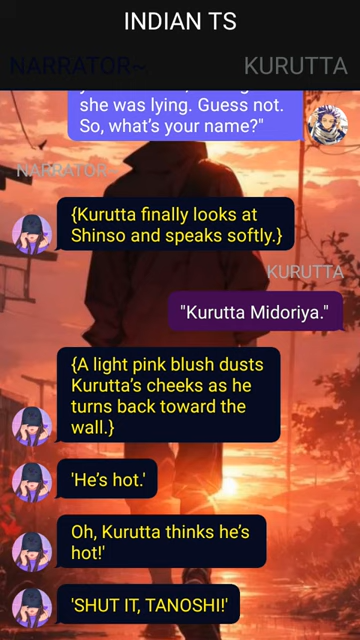 INDIAN TS
NARRATOR~
KURUTTA
she was lying. Guess not.
So, what's your name?"
NARRATOR~
{Kurutta finally looks at
Shinso and speaks softly.}
KURUTTA
"Kurutta Midoriya."
{A light pink blush dusts
Kurutta's cheeks as he
turns back toward the
wall.}
'He's hot.'
Oh, Kurutta thinks he's
hot!'
'SHUT IT, TANOSHI!'